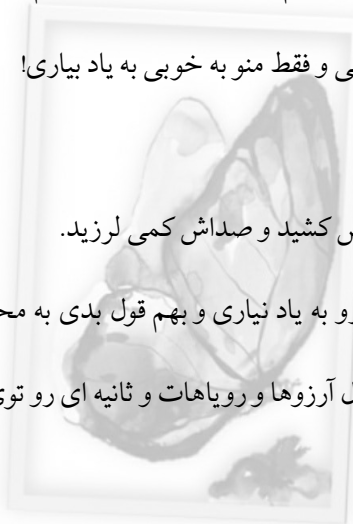 ی و فقط منو به خوبی به یاد بیاری!
ش کشید و صداش کمی لرزید.
رو به یاد نیاری و بهم قول بدی به مح
ل آرزوها و رویاهات و ثانیه ای رو توی